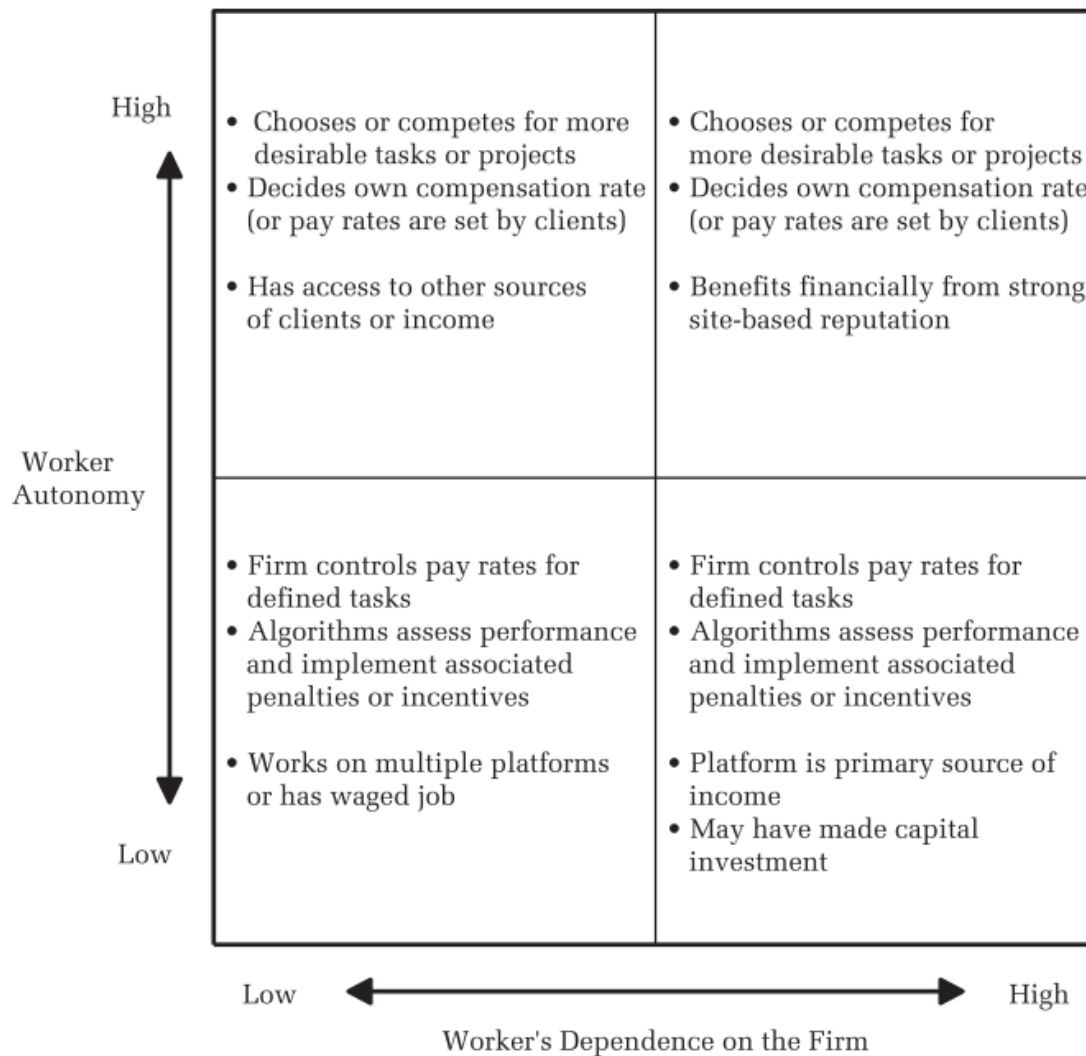 High
• Chooses or competes for more
desirable tasks or projects
• Decides own compensation rate
(or pay rates are set by clients)
• Has access to other sources
of clients or income
• Chooses or competes for
more desirable tasks or projects
• Decides own compensation rate
(or pay rates are set by clients)
• Benefits financially from strong
site-based reputation
Worker
Autonomy
• Firm controls pay rates for
defined tasks
• Algorithms assess performance
and implement associated
penalties or incentives
• Works on multiple platforms
or has waged job
• Firm controls pay rates for
defined tasks
• Algorithms assess performance
and implement associated
penalties or incentives
• Platform is primary source of
income
• May have made capital
investment
Low
Low
High
Worker's Dependence on the Firm